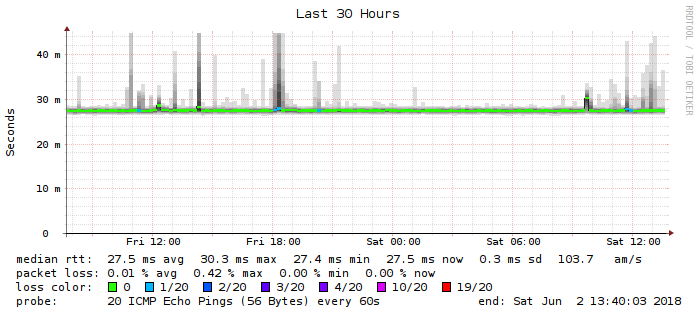 Last 30 Hours
RRDTOOL / TOBI OETIKER
Seconds
40 m
30 m
20 m
10 m
0
Fri 12:00 Fri 18:00 Sat 00:00 Sat 06:00 Sat 12:00
median rtt: 27.5 ms avg 30.3 ms max 27.4 ms min 27.5 ms now 0.3 ms sd 103.7 am/s
packet loss: 0.01 % avg 0.42 % max 0.00 % min 0.00 % now
loss color: 0 1/20 2/20 3/20 4/20 10/20 19/20
probe: 20 ICMP Echo Pings (56 Bytes) every 60s end: Sat Jun 2 13:40:03 2018